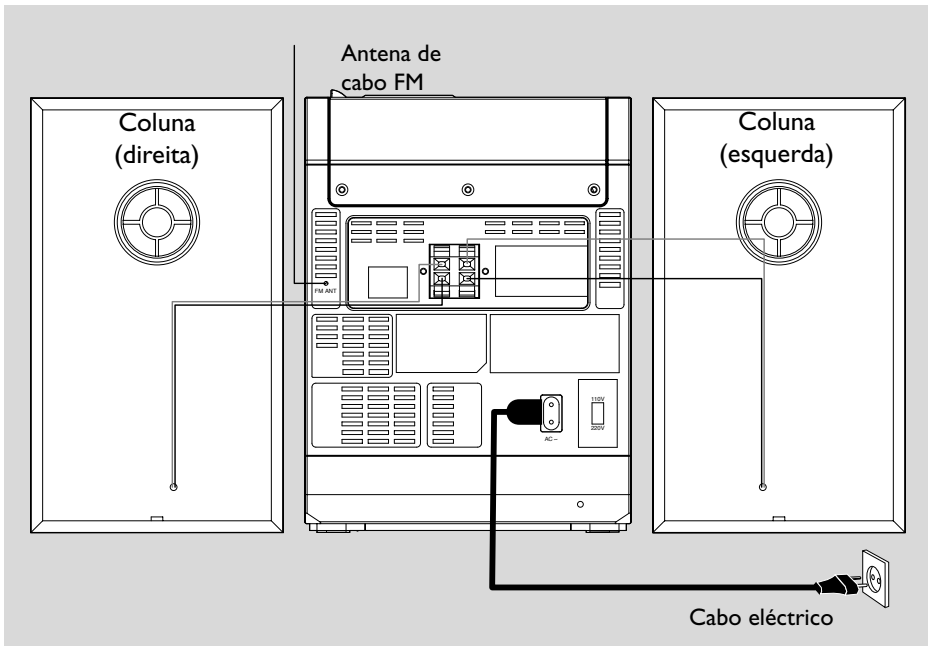 Antena de
cabo FM
Coluna
(direita)
Coluna
(esquerda)
FM ANT
110V
220V
AC ~
Cabo eléctrico